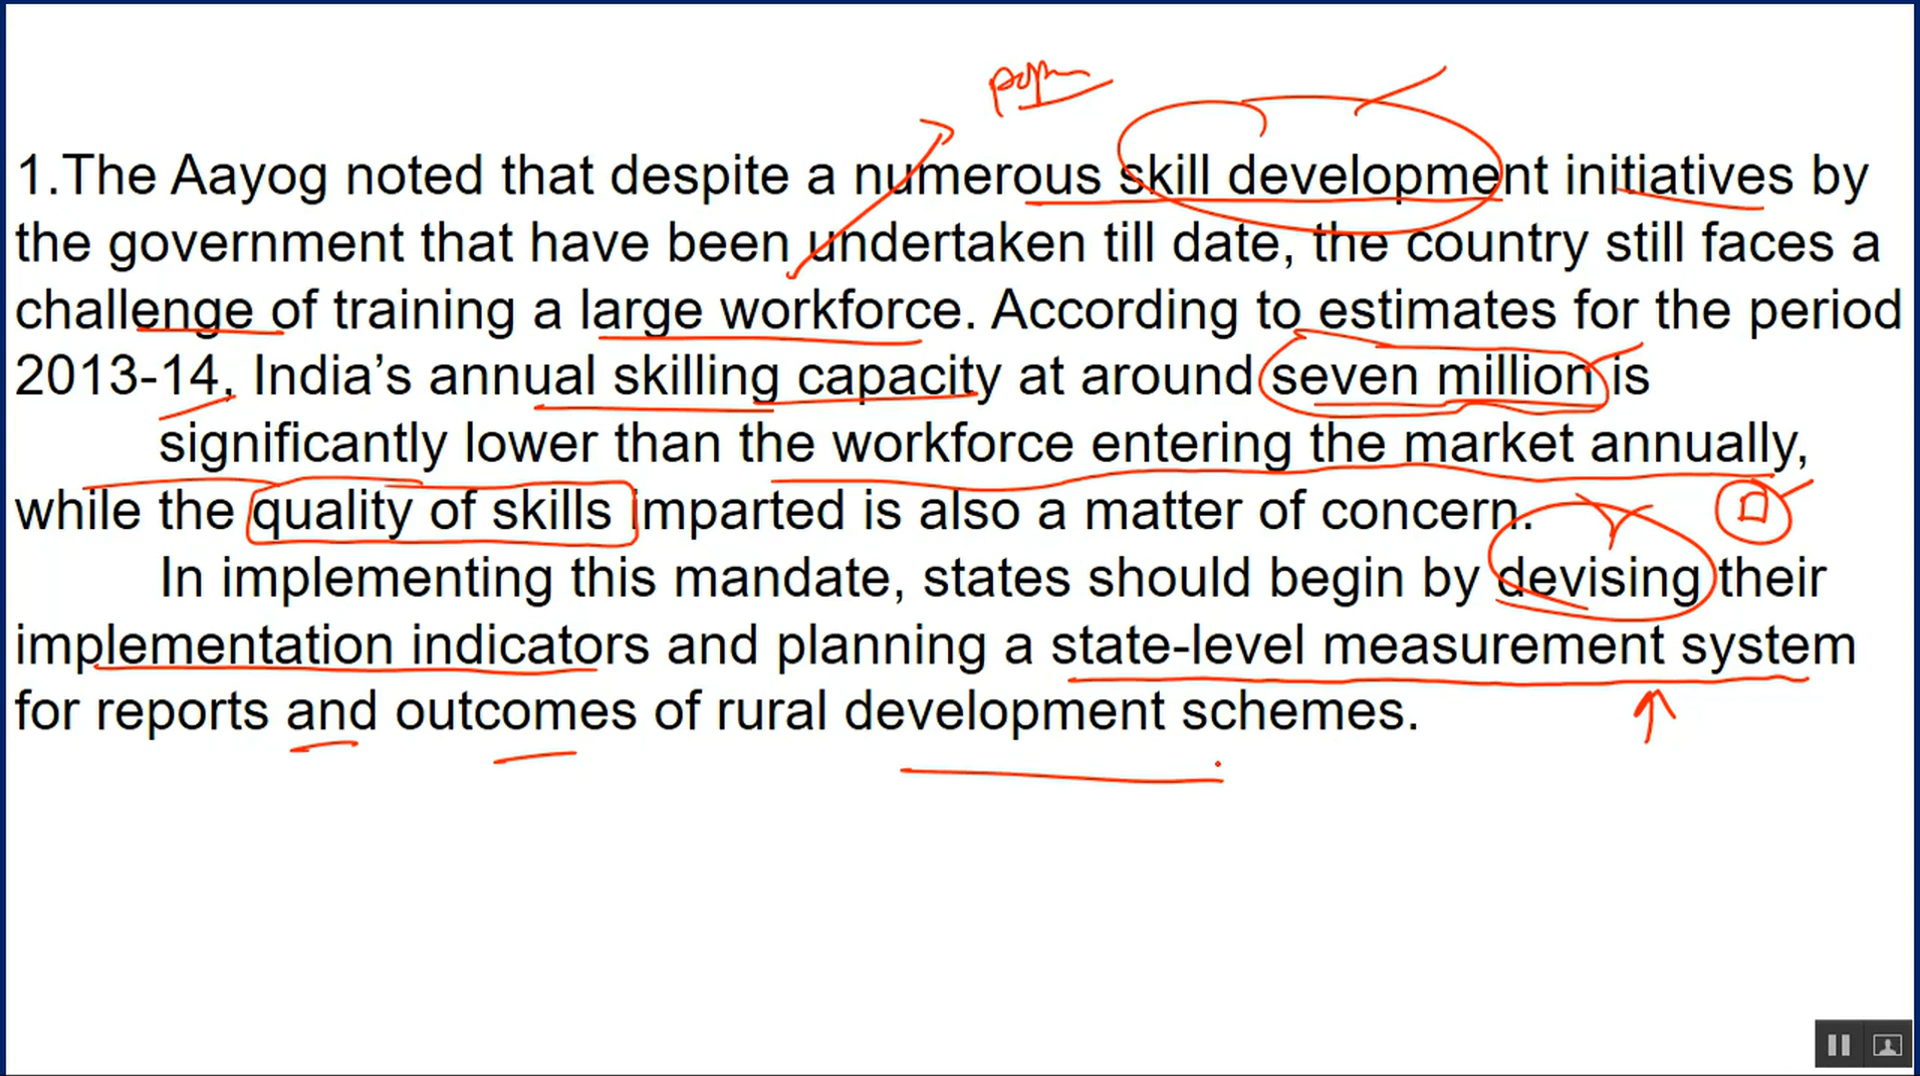 popn
1.The Aayog noted that despite a numerous skill development initiatives by
the government that have been undertaken till date, the country still faces a
challenge of training a large workforce. According to estimates for the period
2013-14, India’s annual skilling capacity at around seven million is
significantly lower than the workforce entering the market annually,
while the quality of skills imparted is also a matter of concern.
In implementing this mandate, states should begin by devising their
implementation indicators and planning a state-level measurement system
for reports and outcomes of rural development schemes.